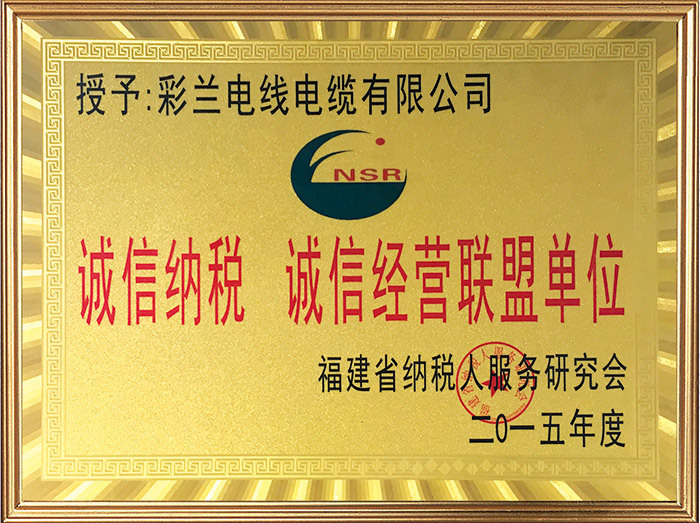 授予:彩兰电线电缆有限公司
NSR
诚信纳税 诚信经营联盟单位
福建省纳税人服务研究会
二0一五年度